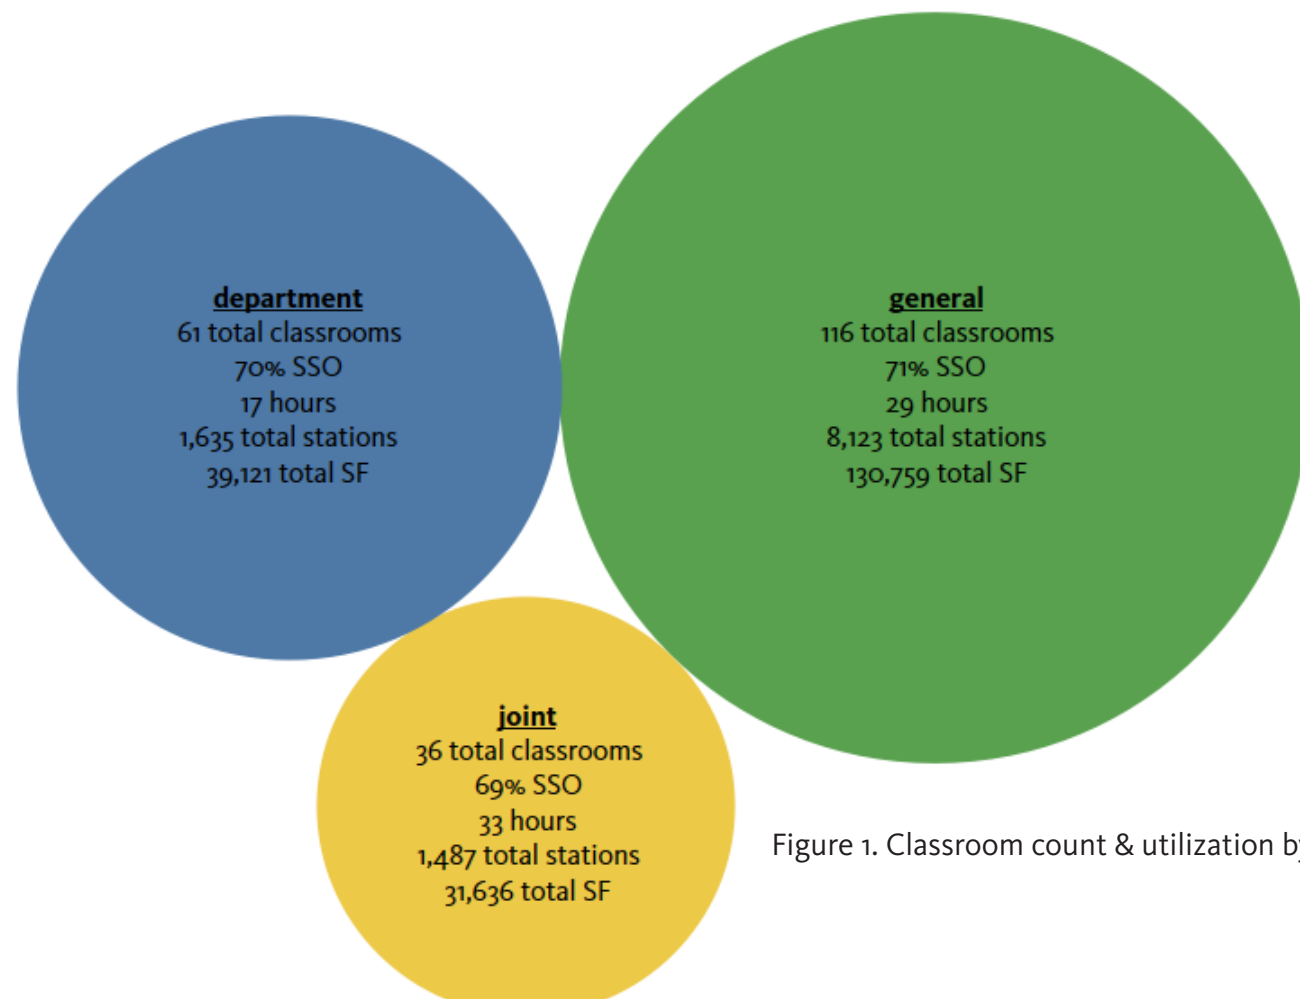 department
61 total classrooms
70% SSO
17 hours
1,635 total stations
39,121 total SF
general
116 total classrooms
71% SSO
29 hours
8,123 total stations
130,759 total SF
joint
36 total classrooms
69% SSO
33 hours
1,487 total stations
31,636 total SF
Figure 1. Classroom count & utilization by